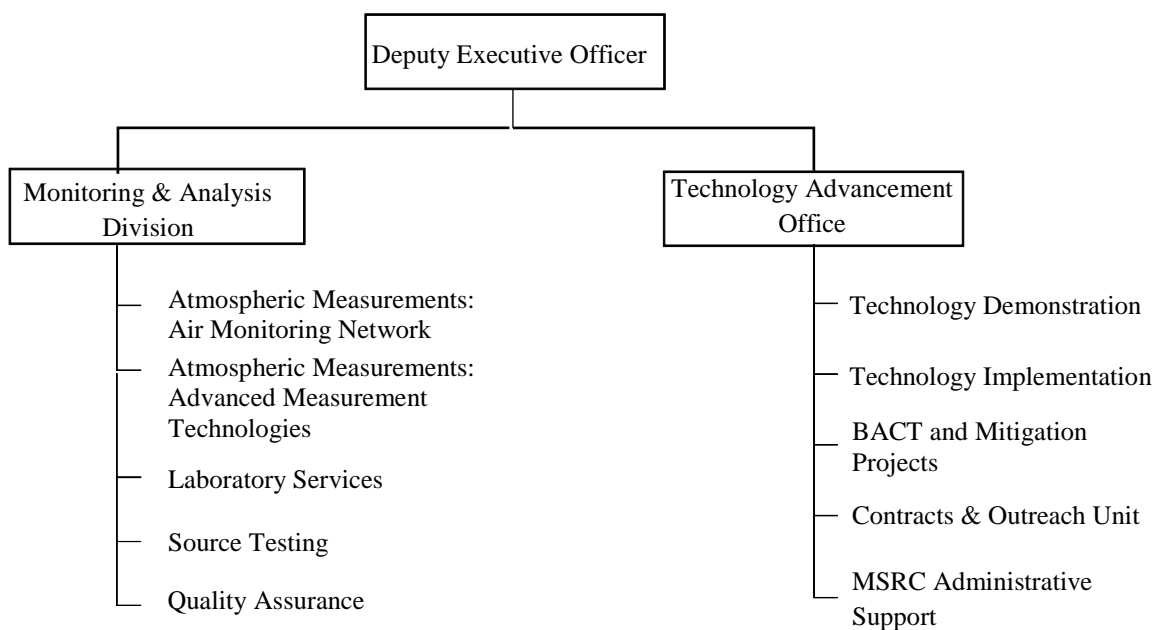 Deputy Executive Officer
Monitoring & Analysis
Division
Atmospheric Measurements:
Air Monitoring Network
Atmospheric Measurements:
Advanced Measurement
Technologies
Laboratory Services
Source Testing
Quality Assurance
Technology Advancement
Office
Technology Demonstration
Technology Implementation
BACT and Mitigation
Projects
Contracts & Outreach Unit
MSRC Administrative
Support